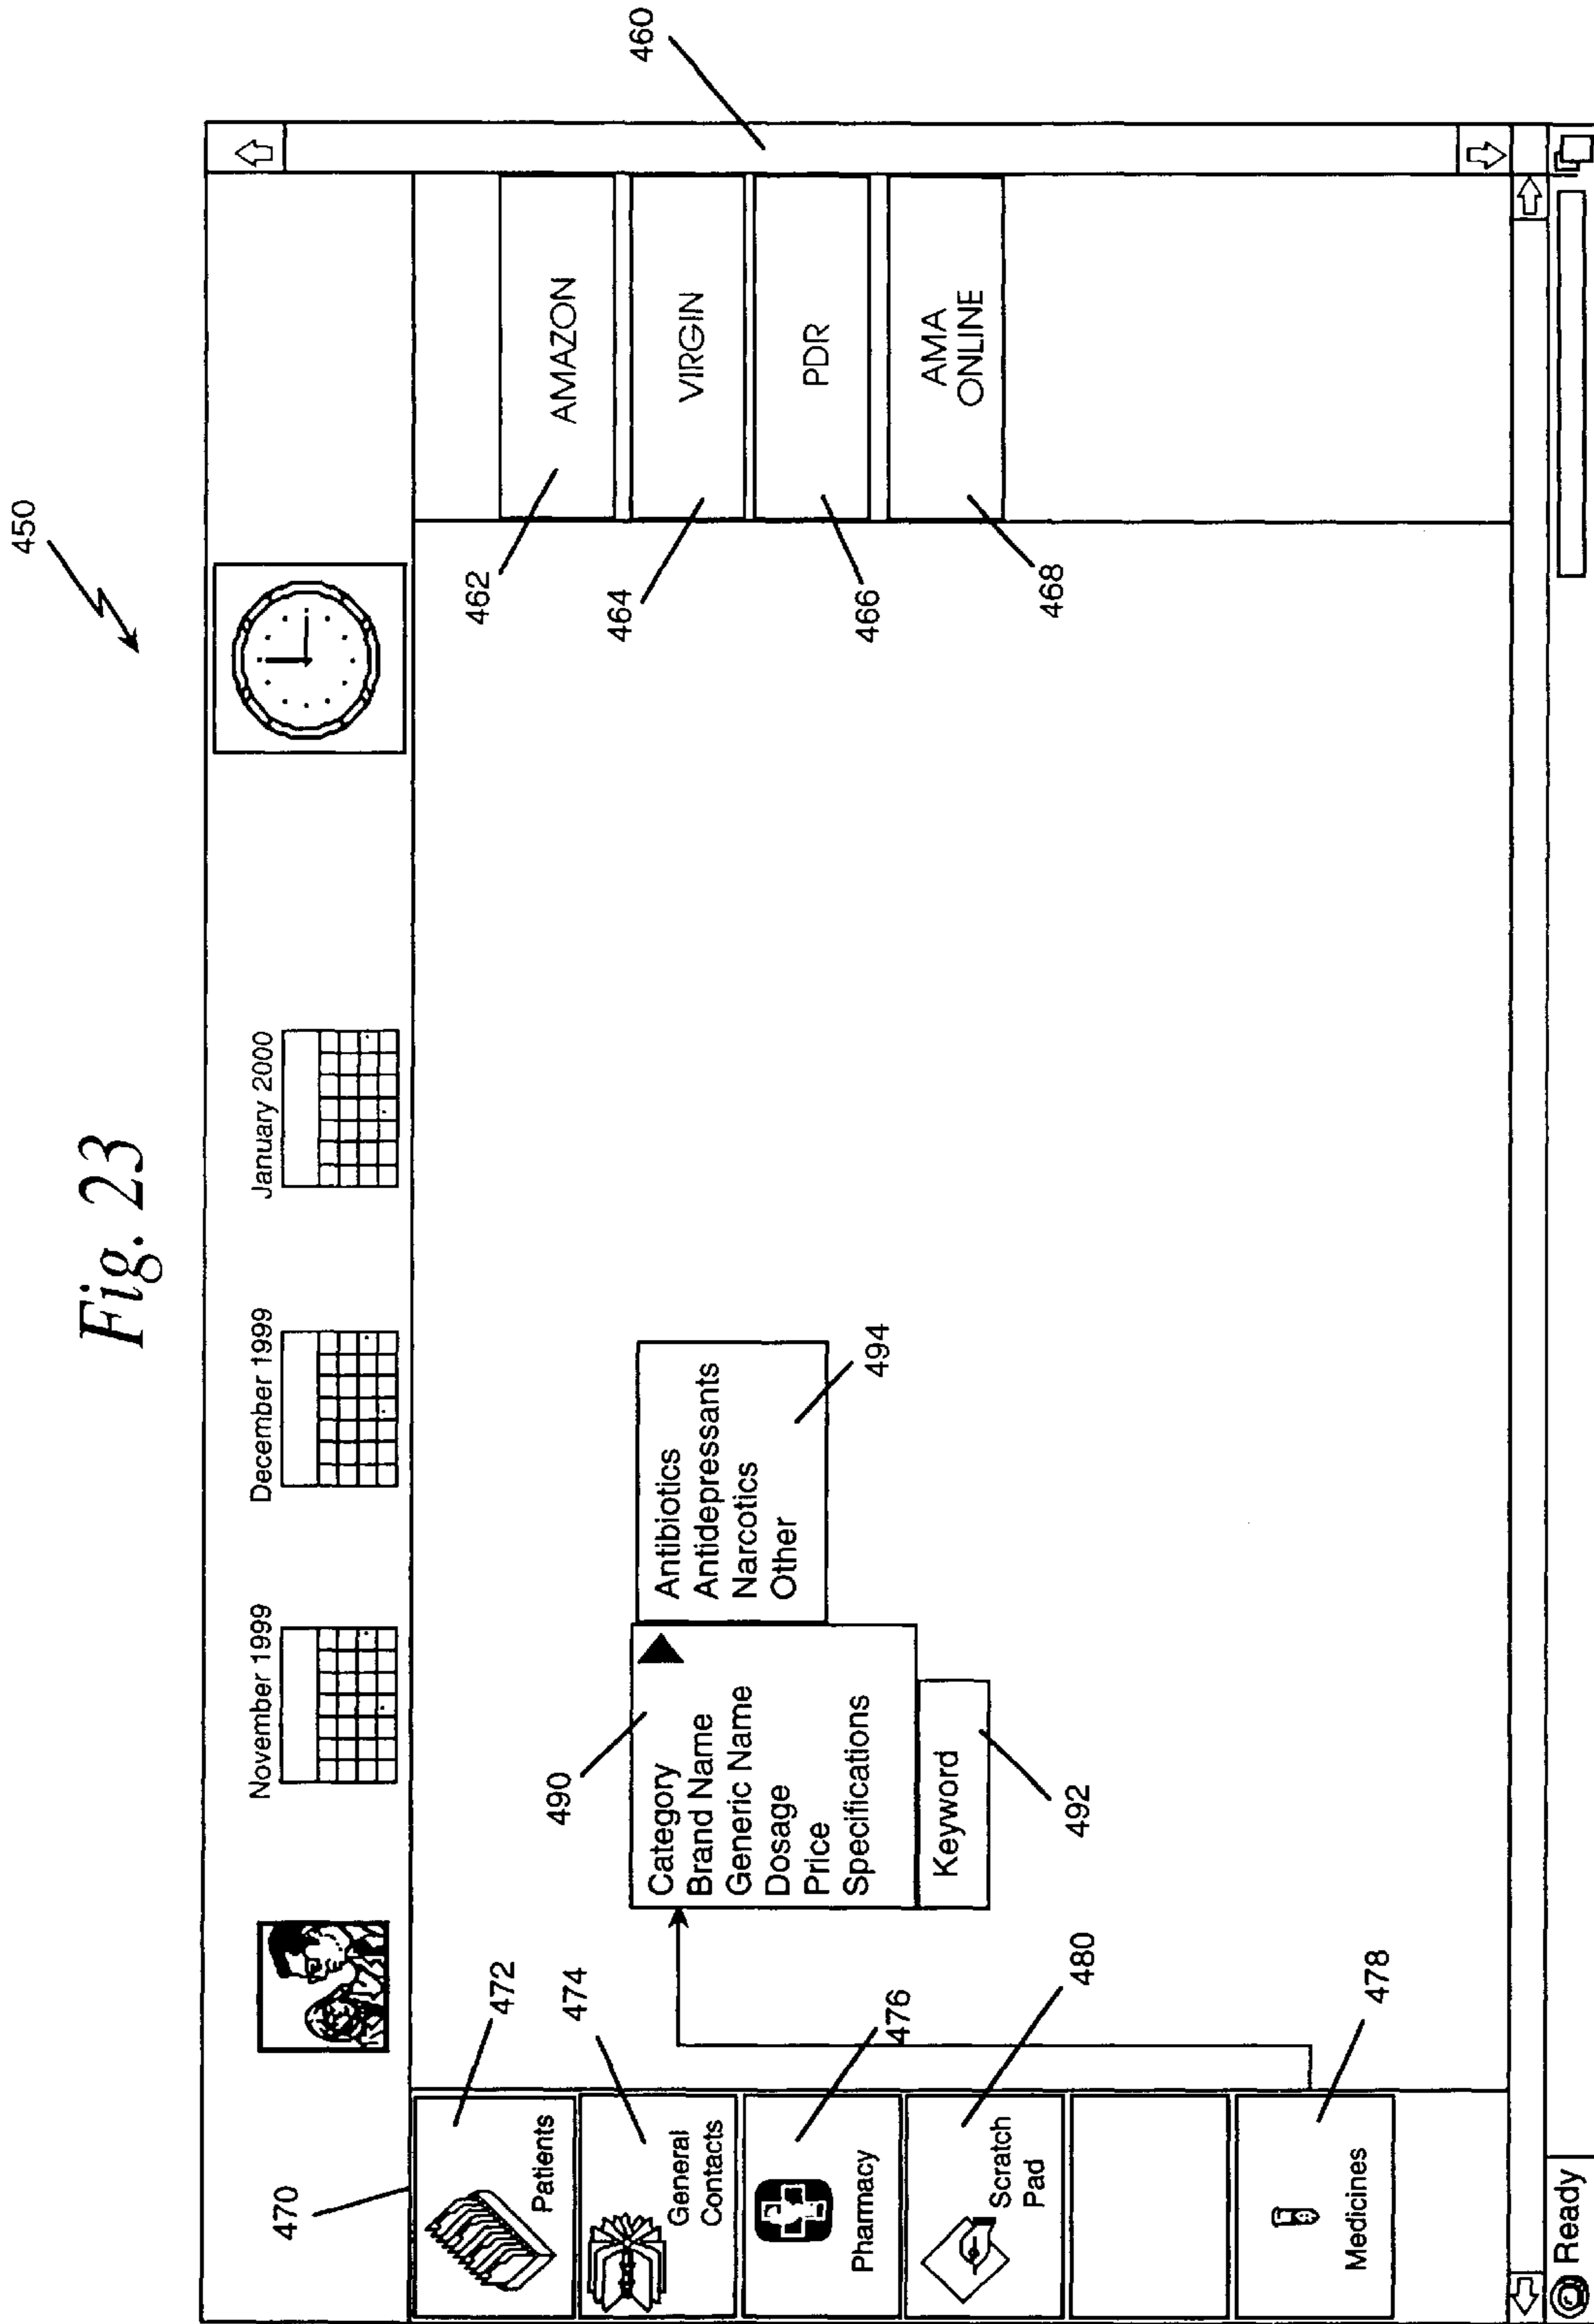 Fig. 23
450
November 1999
December 1999
January 2000
470
472
Patients
474
General
Contacts
476
Pharmacy
480
Scratch
Pad
478
Medicines
490
Category
Brand Name
Generic Name
Dosage
Price
Specifications
Keyword
492
Antibiotics
Antidepressants
Narcotics
Other
494
462
AMAZON
464
VIRGIN
466
PDR
468
AMA
ONLINE
460
Ready